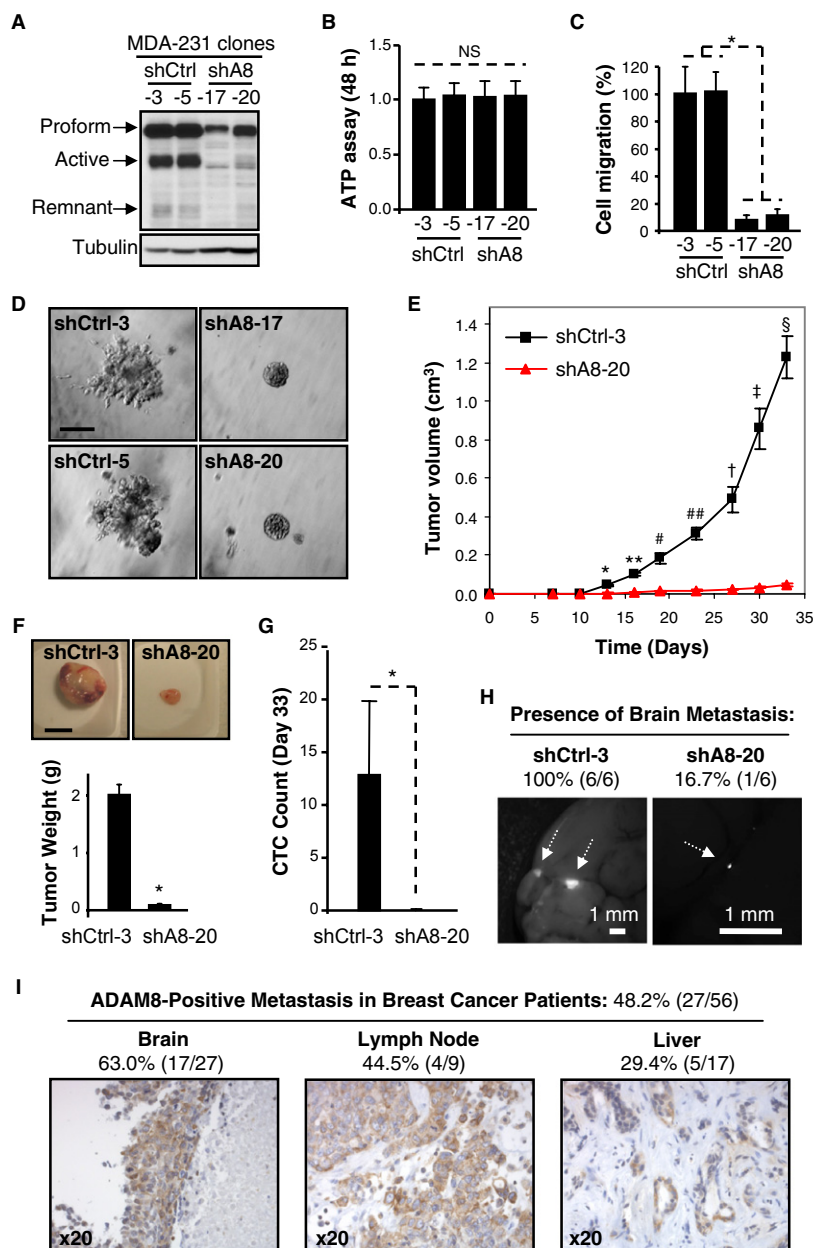 A
MDA-231 clones
shCtrl shA8
-3 -5 -17 -20
Proform
Active
Remnant
Tubulin
B
ATP assay (48 h)
1.5
1.0
0.5
0.0
NS
-3 -5 -17 -20
shCtrl shA8
C
Cell migration (%)
120
100
80
60
40
20
0
*
-3 -5 -17 -20
shCtrl shA8
D
shCtrl-3
shA8-17
shCtrl-5
shA8-20
E
Tumor volume (cm³)
1.4
1.2
1.0
0.8
0.6
0.4
0.2
0.0
shCtrl-3
shA8-20
* ** # ## † ‡ §
0 5 10 15 20 25 30 35
Time (Days)
F
shCtrl-3
shA8-20
Tumor Weight (g)
2
1
0
*
shCtrl-3 shA8-20
G
CTC Count (Day 33)
25
20
15
10
5
0
*
shCtrl-3 shA8-20
H
Presence of Brain Metastasis:
shCtrl-3 shA8-20
100% (6/6) 16.7% (1/6)
1 mm
1 mm
I
ADAM8-Positive Metastasis in Breast Cancer Patients: 48.2% (27/56)
Brain Lymph Node Liver
63.0% (17/27) 44.5% (4/9) 29.4% (5/17)
x20
x20
x20